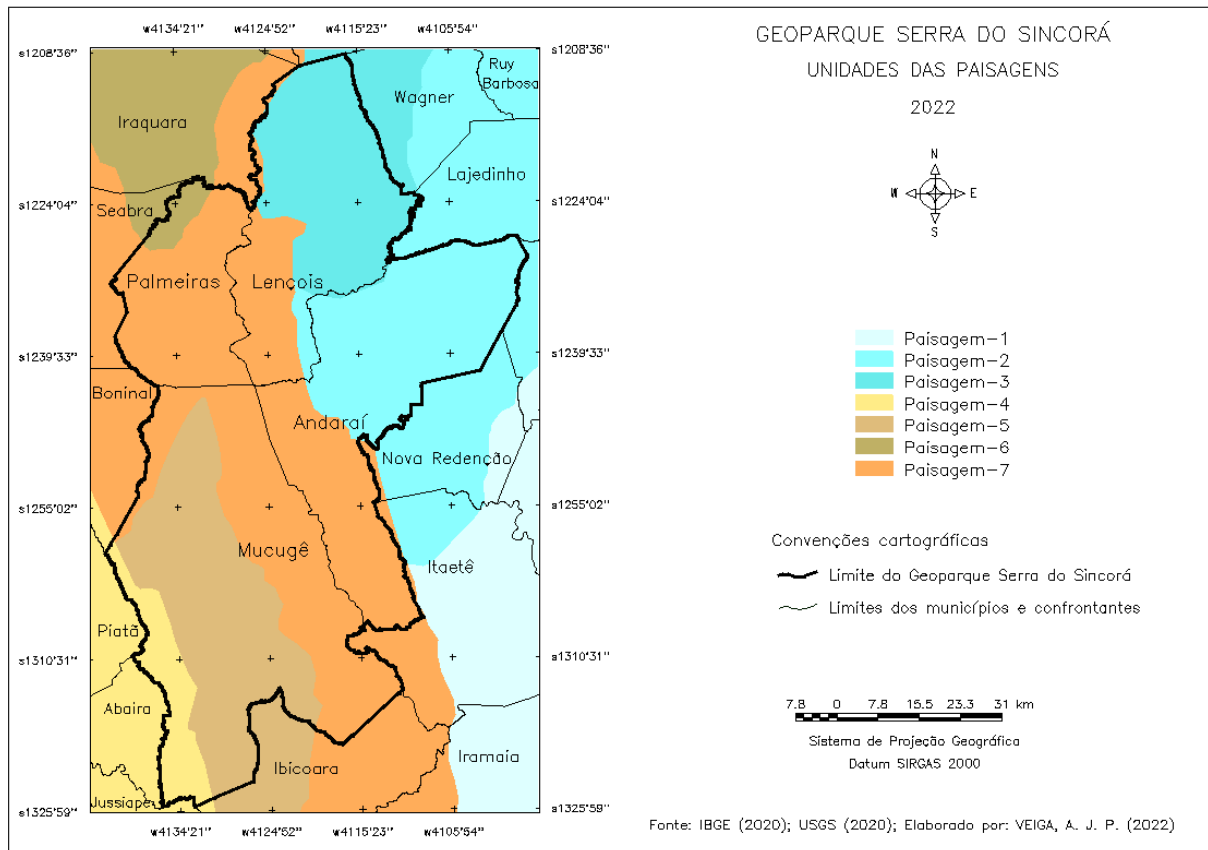 w4134'21'' w4124'52'' w4115'23'' w4105'54''
s1208'36''
s1208'36''
Ruy
Barbosa
Wagner
Iraquara
Lajedinho
s1224'04''
Seabra
s1224'04''
Palmeiras
Lencois
s1239'33''
s1239'33''
Boninal
Andaraí
Nova Redenção
s1255'02''
s1255'02''
Mucugê
Itaetê
Piatã
s1310'31''
s1310'31''
Abaira
Ibicoara
Iramaia
Jussiape
s1325'59''
s1325'59''
w4134'21'' w4124'52'' w4115'23'' w4105'54''
GEOPARQUE SERRA DO SINCORÁ
UNIDADES DAS PAISAGENS
2022
N
W E
S
Paisagem-1
Paisagem-2
Paisagem-3
Paisagem-4
Paisagem-5
Paisagem-6
Paisagem-7
Convenções cartográficas
Límite do Geoparque Serra do Sincorá
Límites dos municípios e confrontantes
7.8 0 7.8 15.5 23.3 31 km
Sistema de Projeção Geográfica
Datum SIRGAS 2000
Fonte: IBGE (2020); USGS (2020); Elaborado por: VEIGA, A. J. P. (2022)